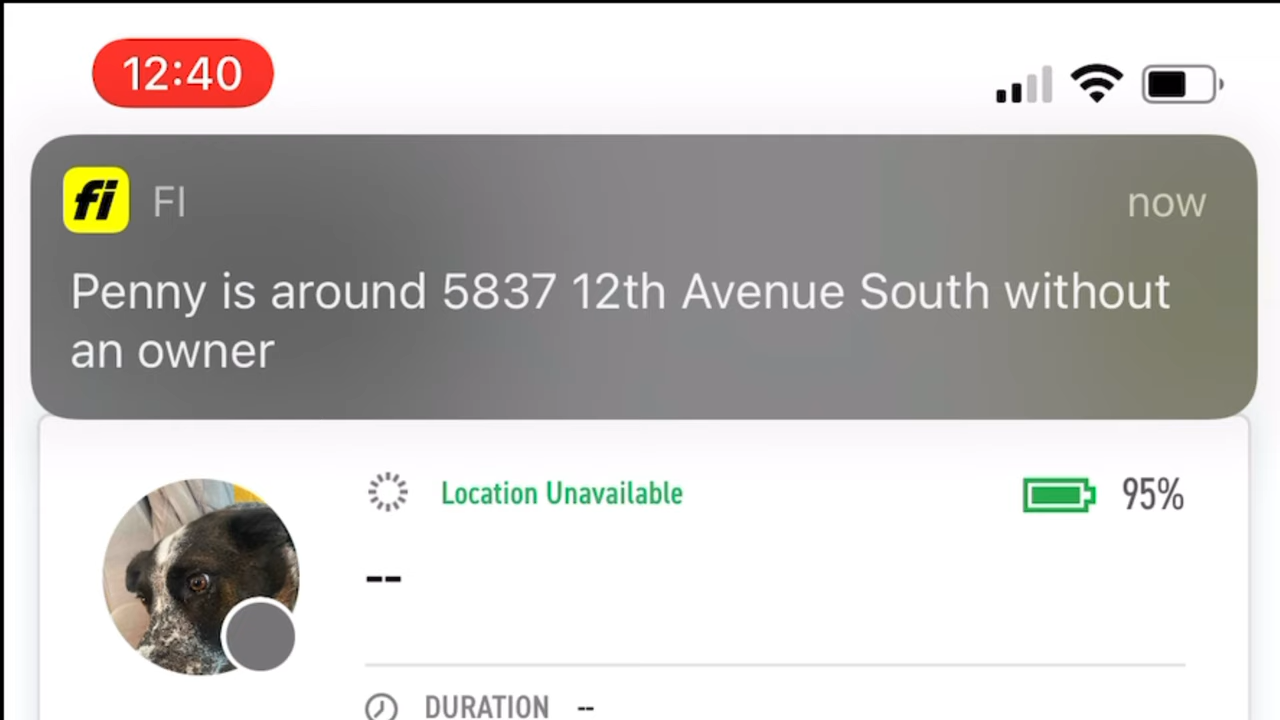 12:40
fi FI now
Penny is around 5837 12th Avenue South without
an owner
Location Unavailable 95%
--
DURATION --